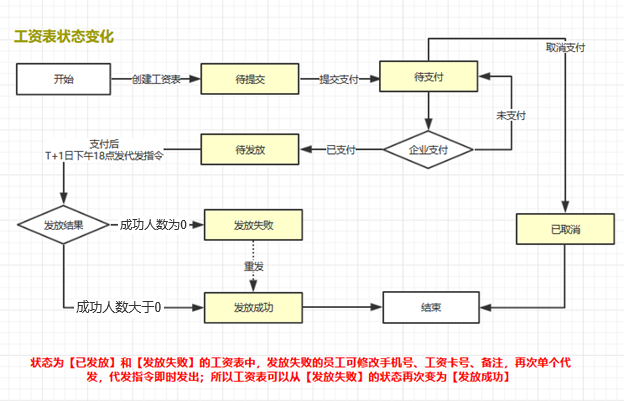 工资表状态变化
开始
创建工资表
待提交
提交支付
待支付
取消支付
未支付
企业支付
已支付
待发放
支付后
T+1日下午18点发代发指令
发放结果
成功人数为0
发放失败
已取消
重发
成功人数大于0
发放成功
结束
状态为【已发放】和【发放失败】的工资表中，发放失败的员工可修改手机号、工资卡号、备注，再次单个代
发，代发指令即时发出；所以工资表可以从【发放失败】的状态再次变为【发放成功】